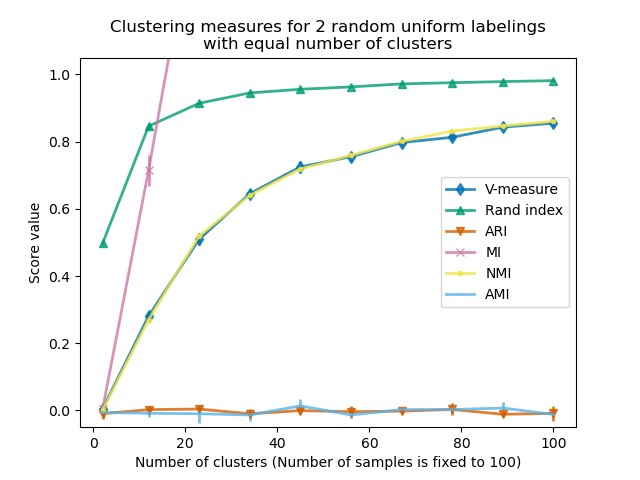 Clustering measures for 2 random uniform labelings
with equal number of clusters
Score value
1.0
0.8
0.6
0.4
0.2
0.0
V-measure
Rand index
ARI
MI
NMI
AMI
0 20 40 60 80 100
Number of clusters (Number of samples is fixed to 100)